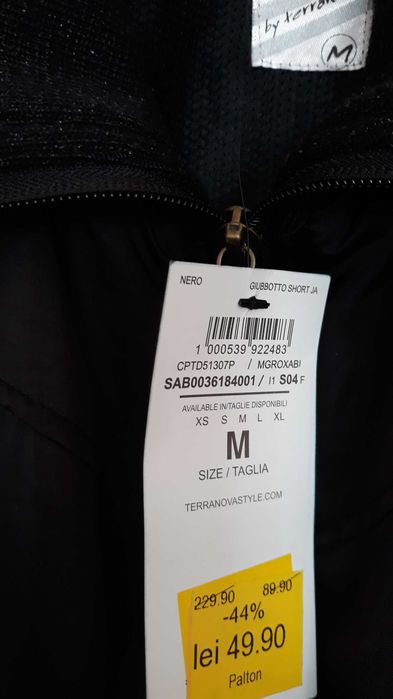 by terran
M
NERO GIUBBOTTO SHORT JA
1 000539 922483
CPTD51307P / MGROXABI
SAB0036184001/ I1 S04 F
AVAILABLE IN/TAGLIE DISPONIBILI
XS S M L XL
M
SIZE / TAGLIA
TERRANOVASTYLE.COM
229.90 89.90
-44%
lei 49.90
Palton